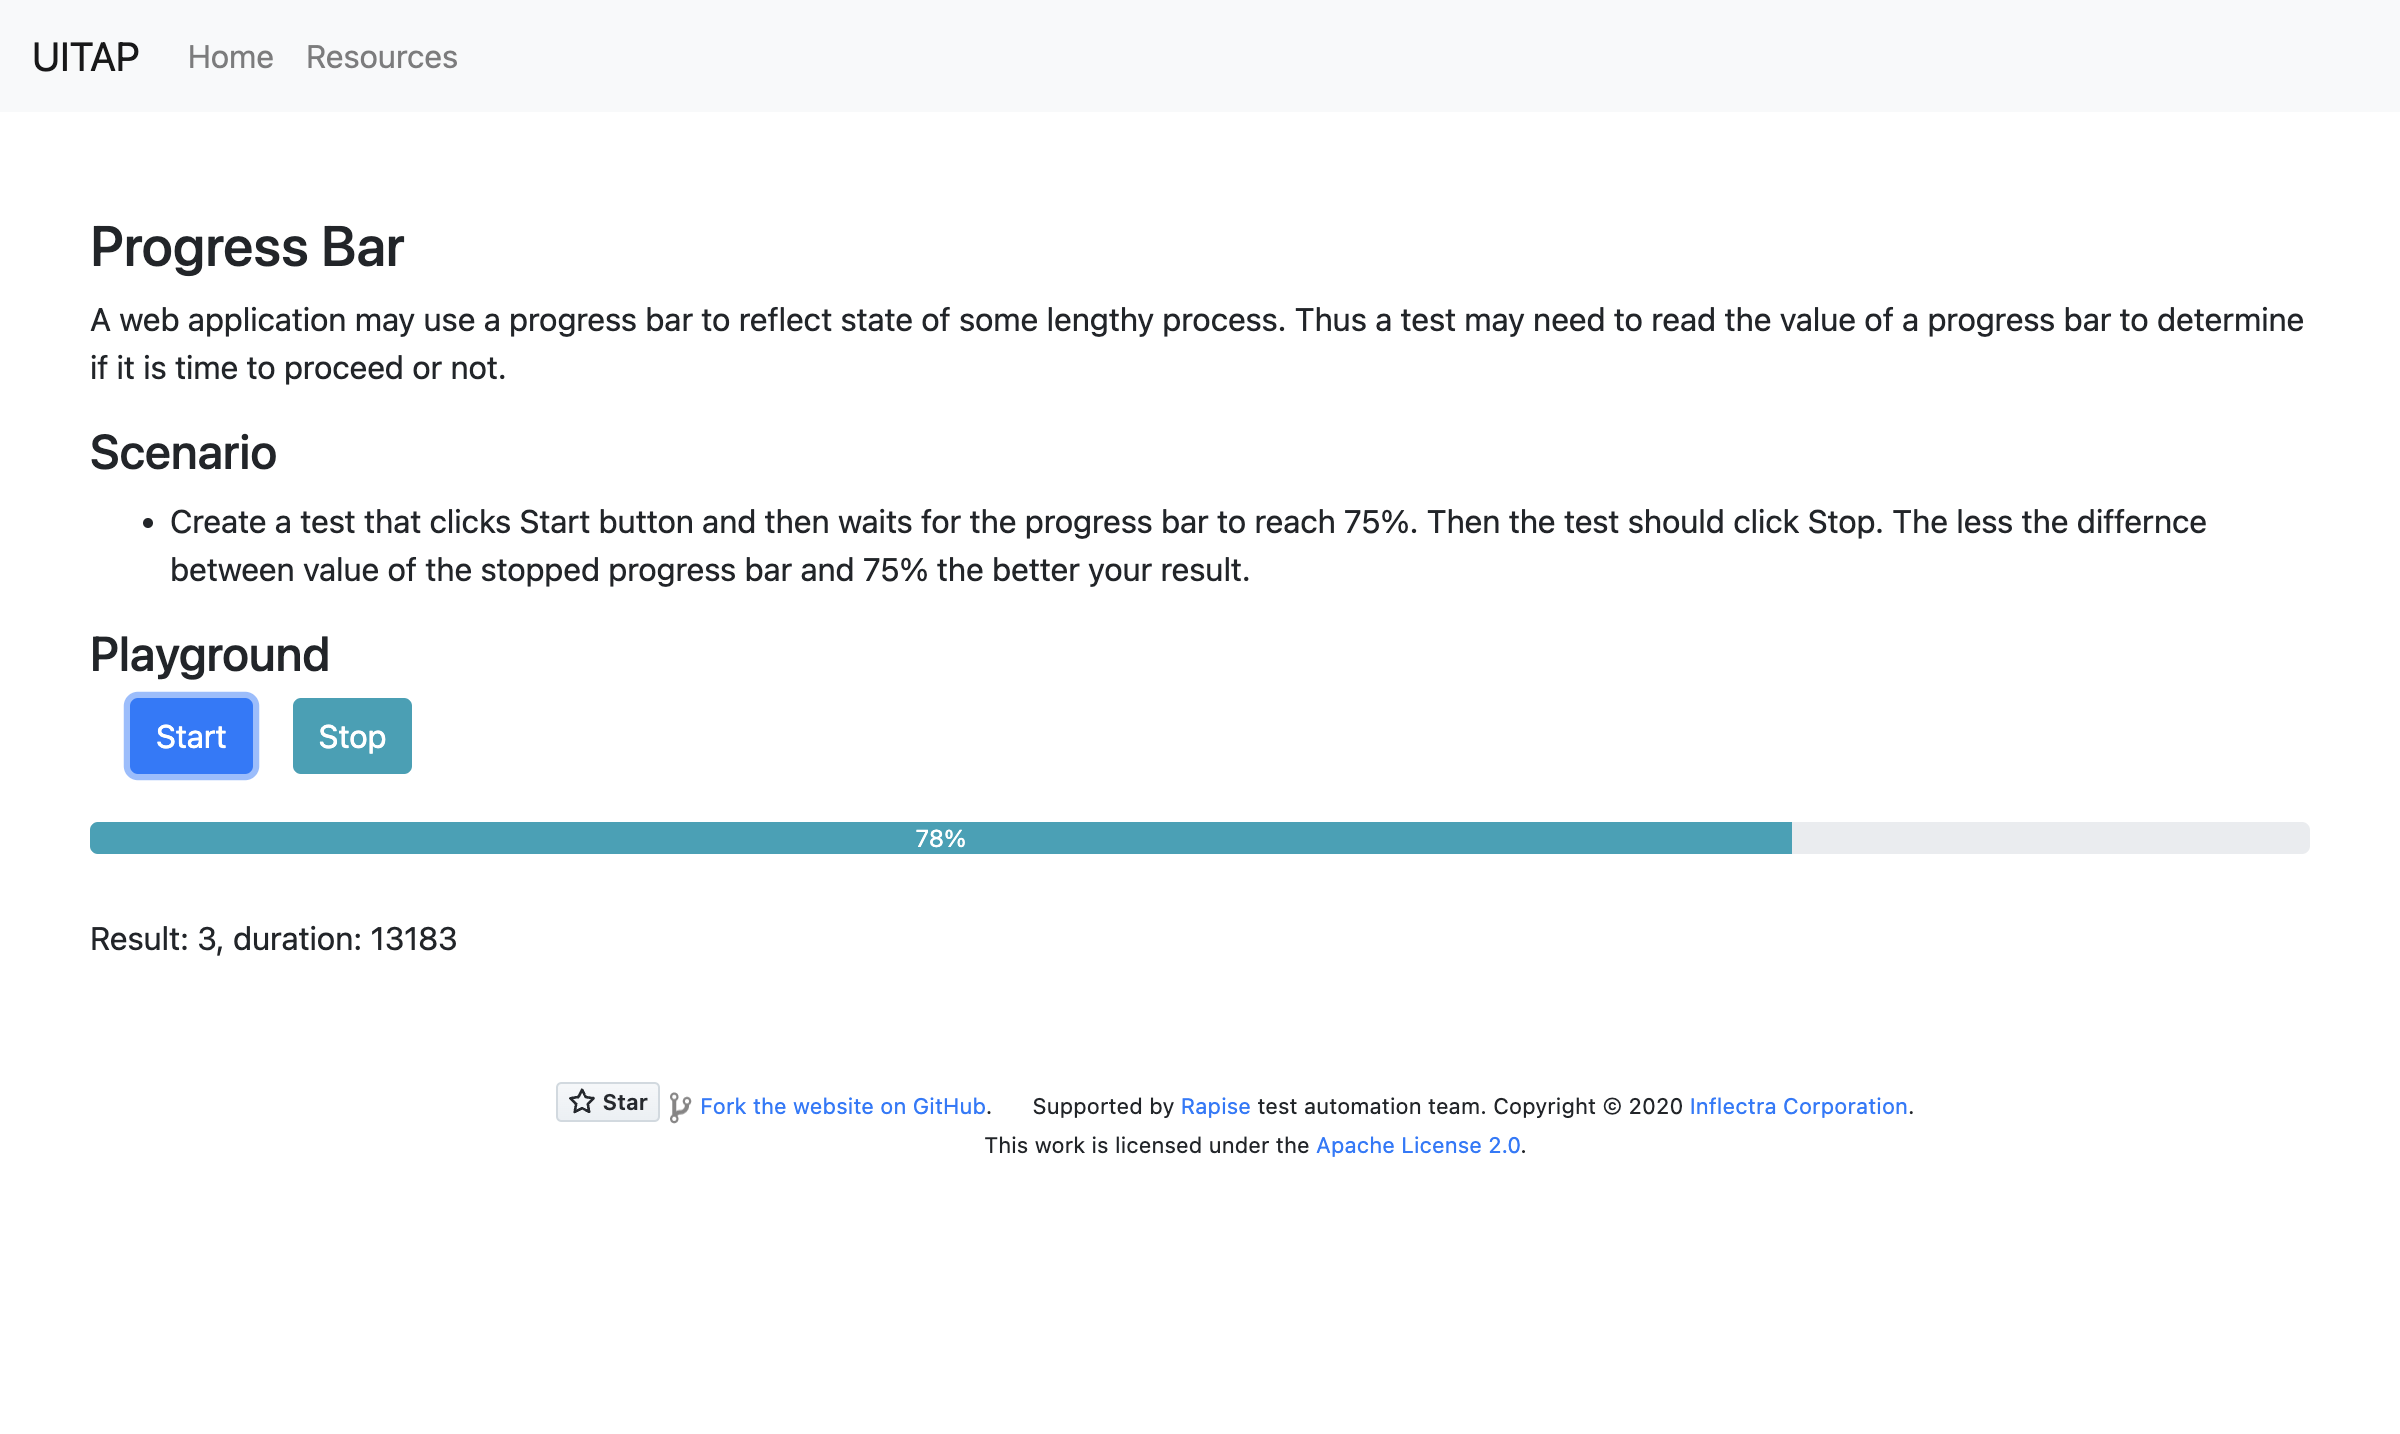 UITAP Home Resources
Progress Bar
A web application may use a progress bar to reflect state of some lengthy process. Thus a test may need to read the value of a progress bar to determine
if it is time to proceed or not.
Scenario
• Create a test that clicks Start button and then waits for the progress bar to reach 75%. Then the test should click Stop. The less the differnce
between value of the stopped progress bar and 75% the better your result.
Playground
Start Stop
78%
Result: 3, duration: 13183
Star Fork the website on GitHub. Supported by Rapise test automation team. Copyright © 2020 Inflectra Corporation.
This work is licensed under the Apache License 2.0.